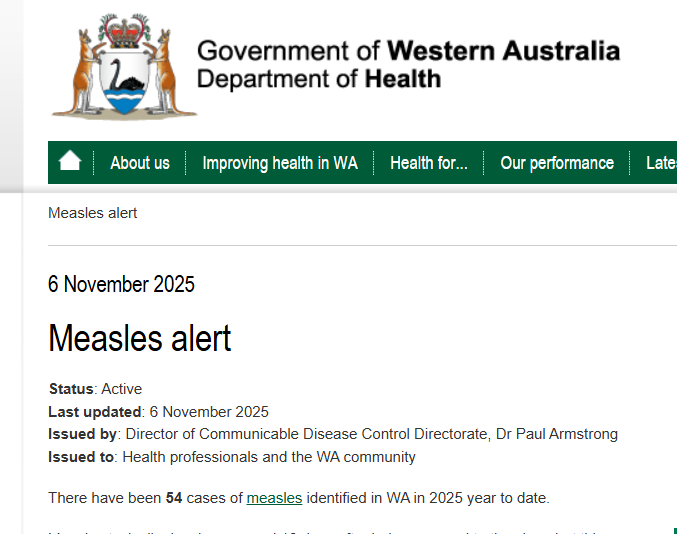 Government of Western Australia
Department of Health
About us
Improving health in WA
Health for...
Our performance
Measles alert
6 November 2025
Measles alert
Status: Active
Last updated: 6 November 2025
Issued by: Director of Communicable Disease Control Directorate, Dr Paul Armstrong
Issued to: Health professionals and the WA community
There have been 54 cases of measles identified in WA in 2025 year to date.